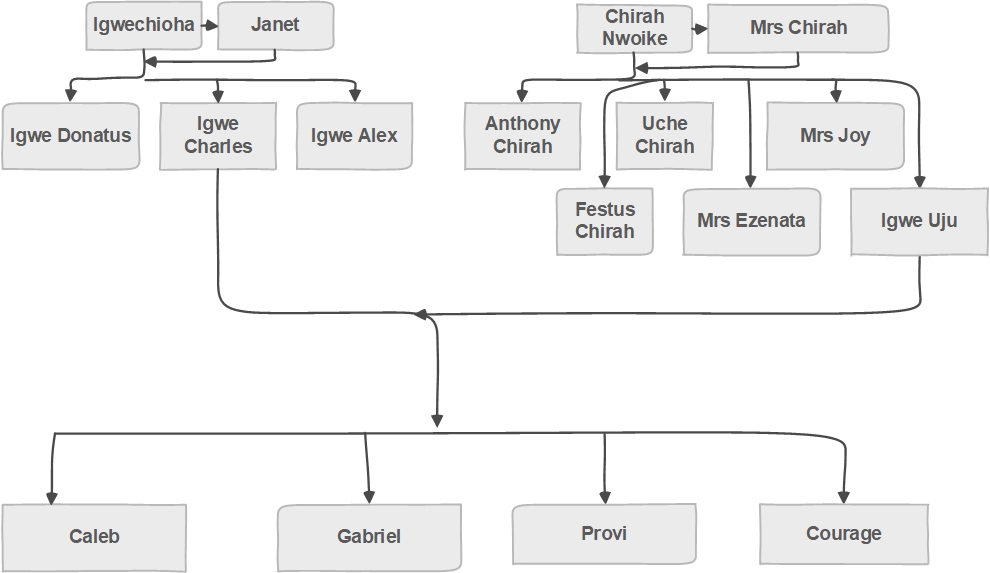 Igwechioha
Janet
Chirah
Nwoike
Mrs Chirah
Igwe Donatus
Igwe
Charles
Igwe Alex
Anthony
Chirah
Uche
Chirah
Mrs Joy
Festus
Chirah
Mrs Ezenata
Igwe Uju
Caleb
Gabriel
Provi
Courage